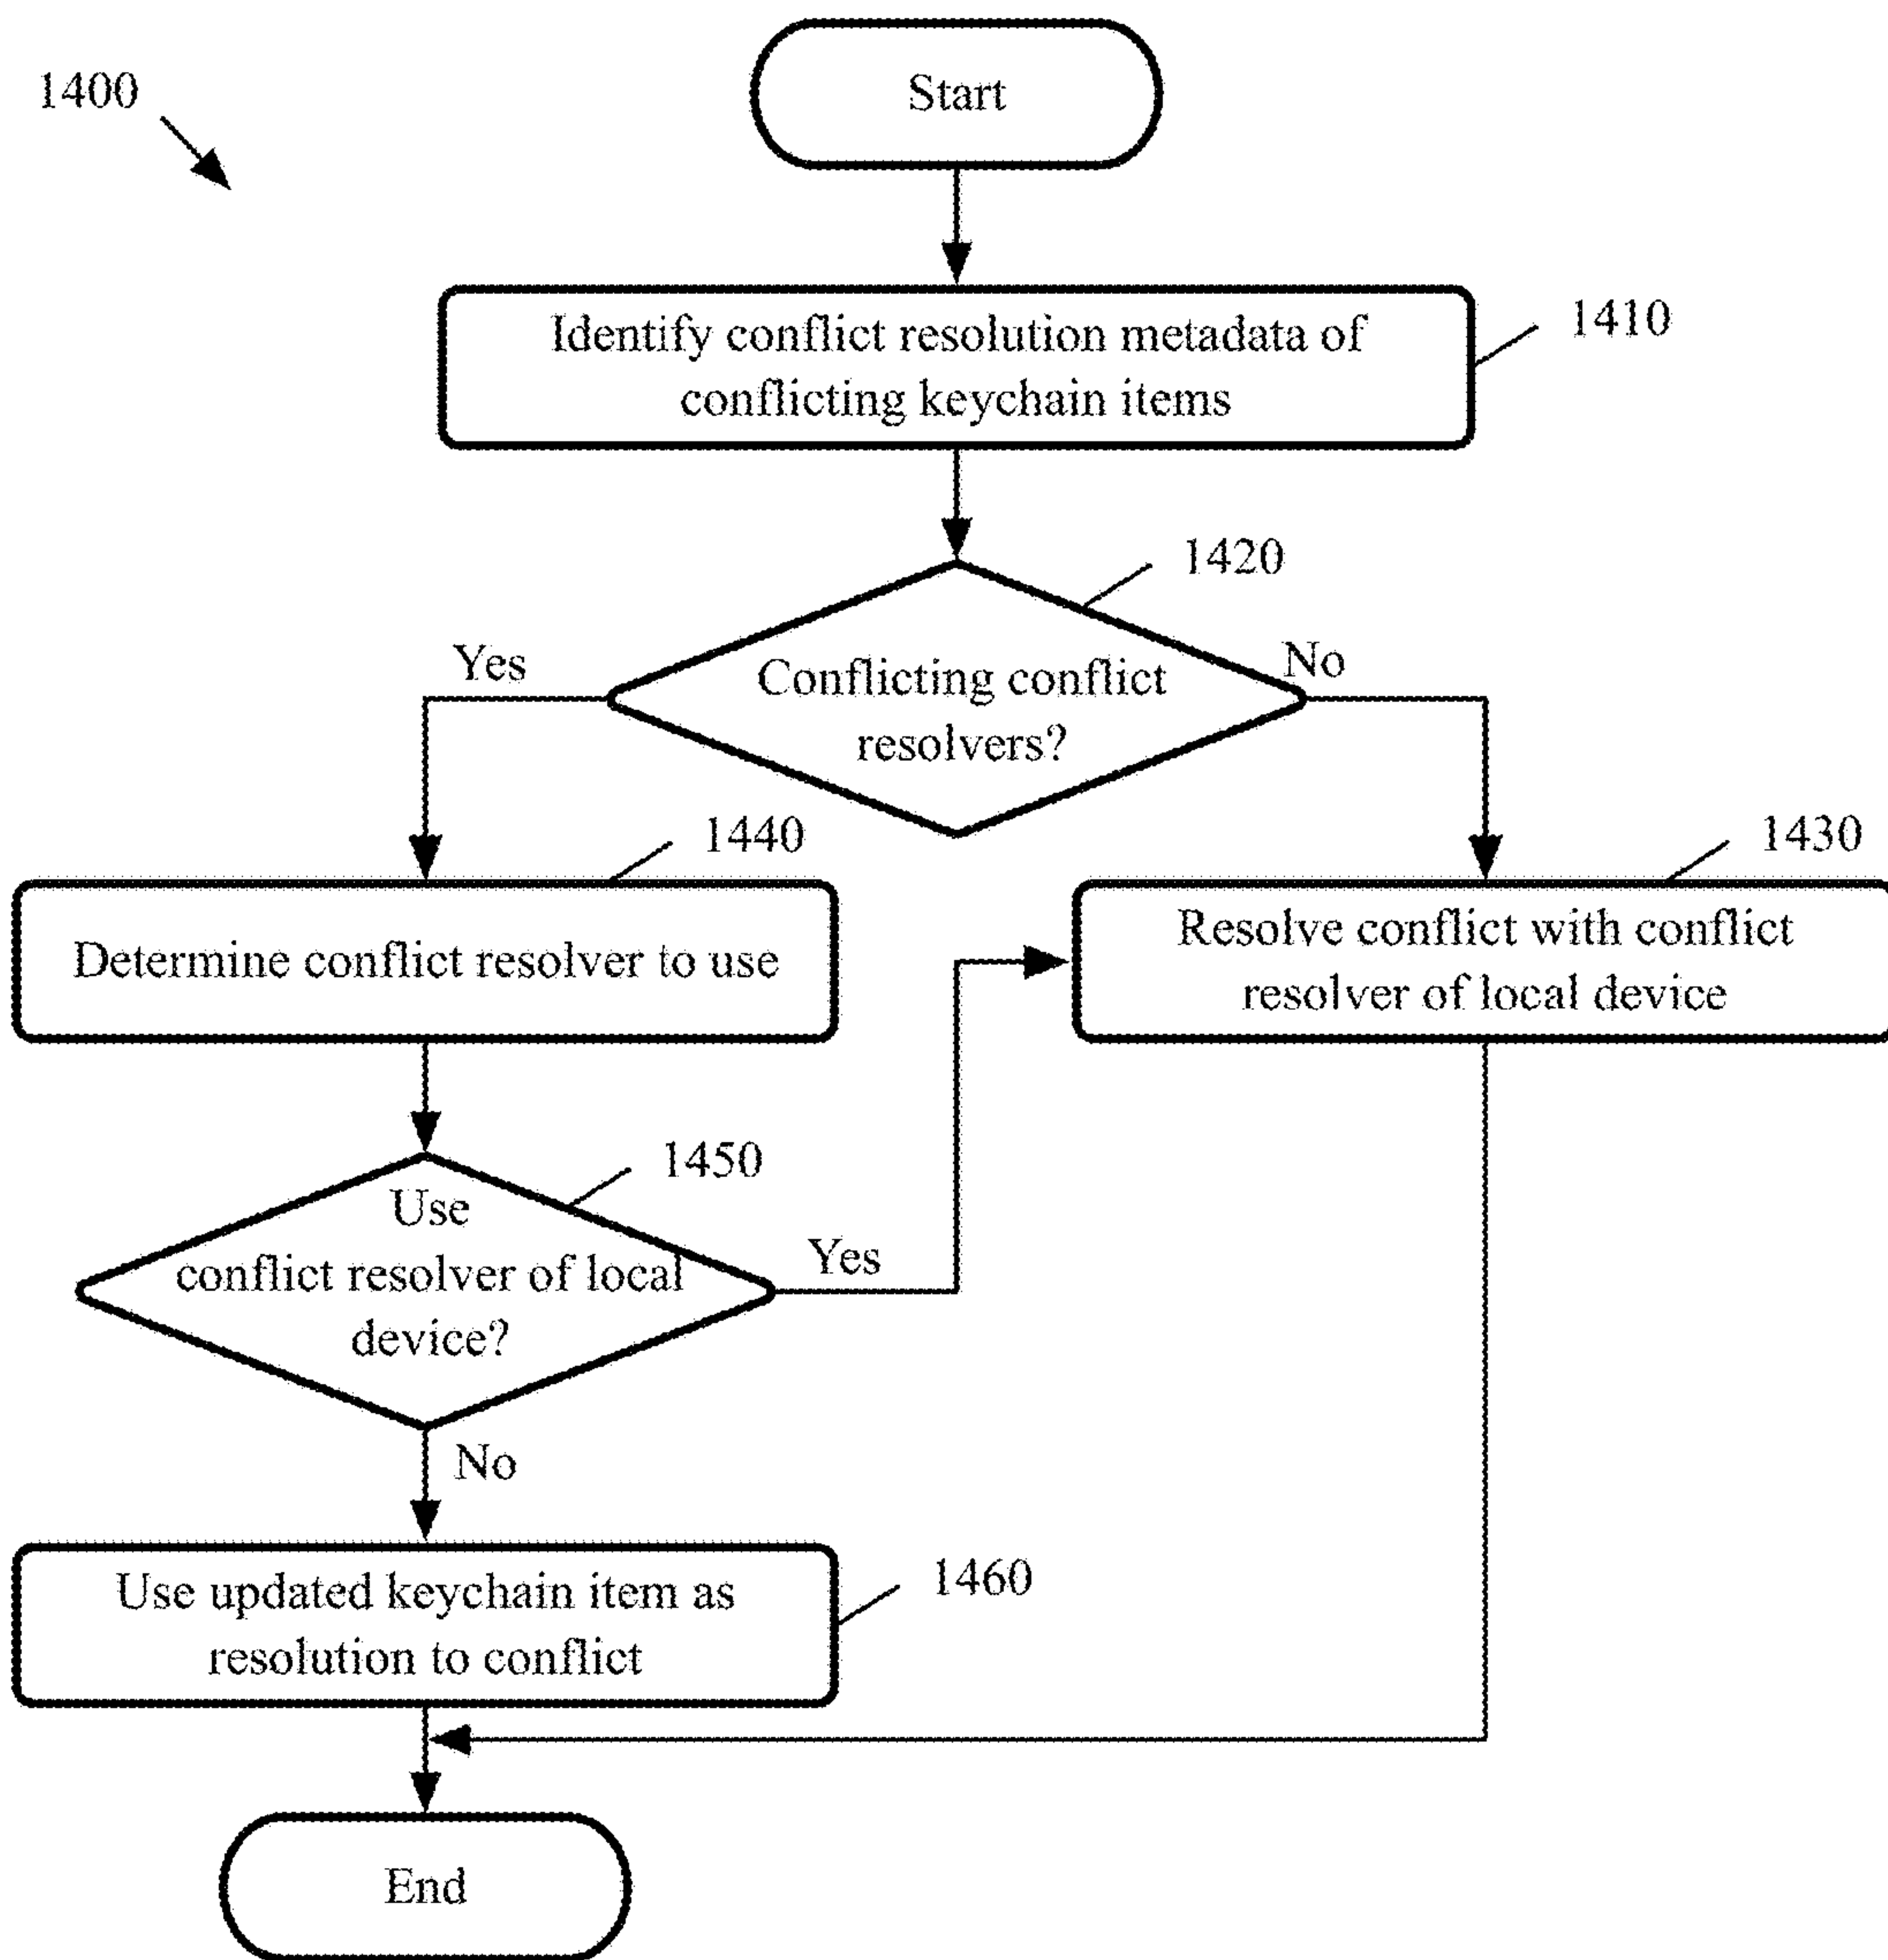 1400
Start
Identify conflict resolution metadata of
conflicting keychain items
1410
1420
Yes
Conflicting conflict
resolvers?
No
1440
1430
Determine conflict resolver to use
Resolve conflict with conflict
resolver of local device
1450
Use
conflict resolver of local
device?
Yes
No
Use updated keychain item as
resolution to conflict
1460
End